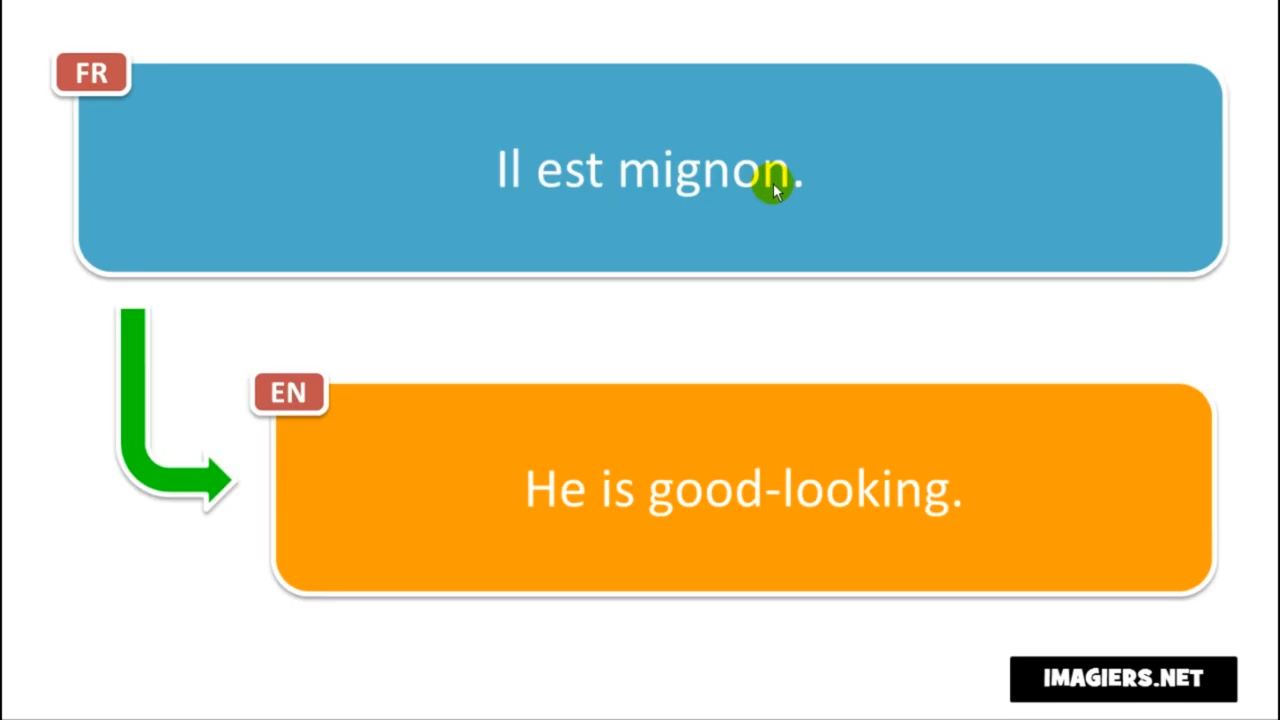 FR
Il est mignon.
EN
He is good-looking.
IMAGIERS.NET